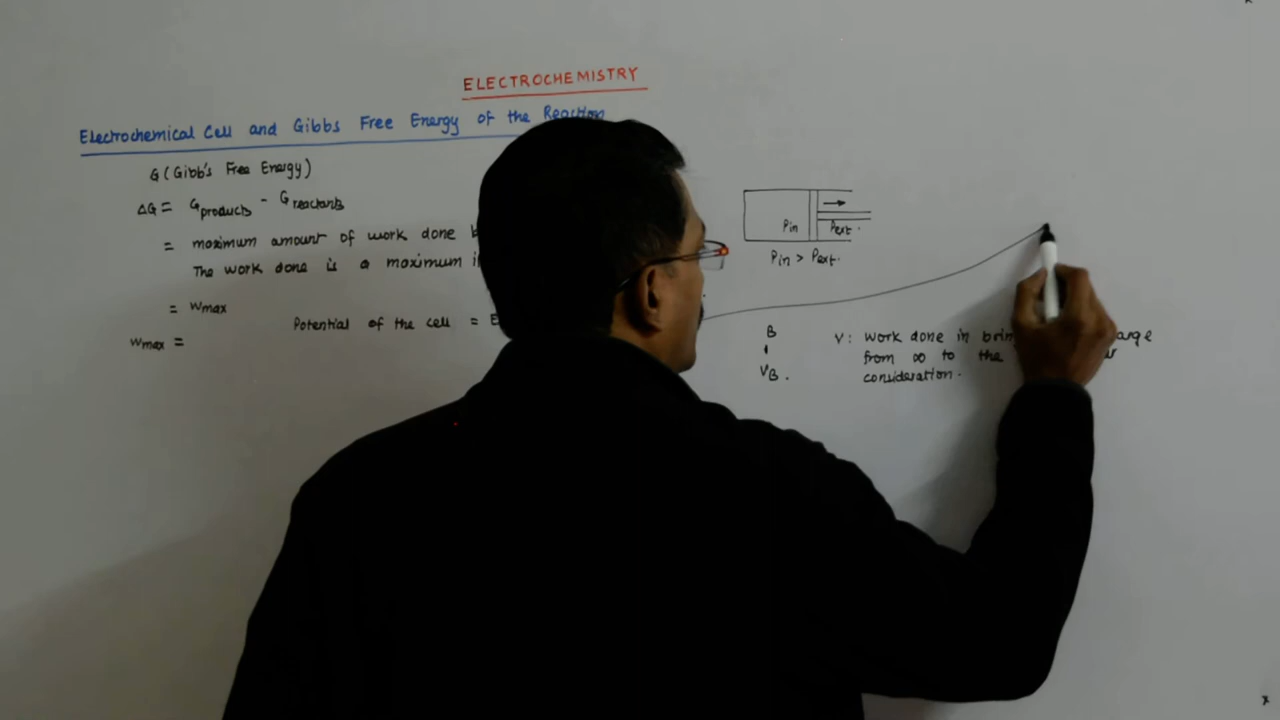 ELECTROCHEMISTRY
Electrochemical Cell and Gibbs Free Energy of the Reaction
G (Gibb's Free Energy)
ΔG = Gproducts - Greactants
= maximum amount of work done
The work done is a maximum
= Wmax
Potential of the cell = E
Wmax =
Pin Pext.
Pin > Pext.
B
VB.
V: Work done in
from ∞ to the
consideration.